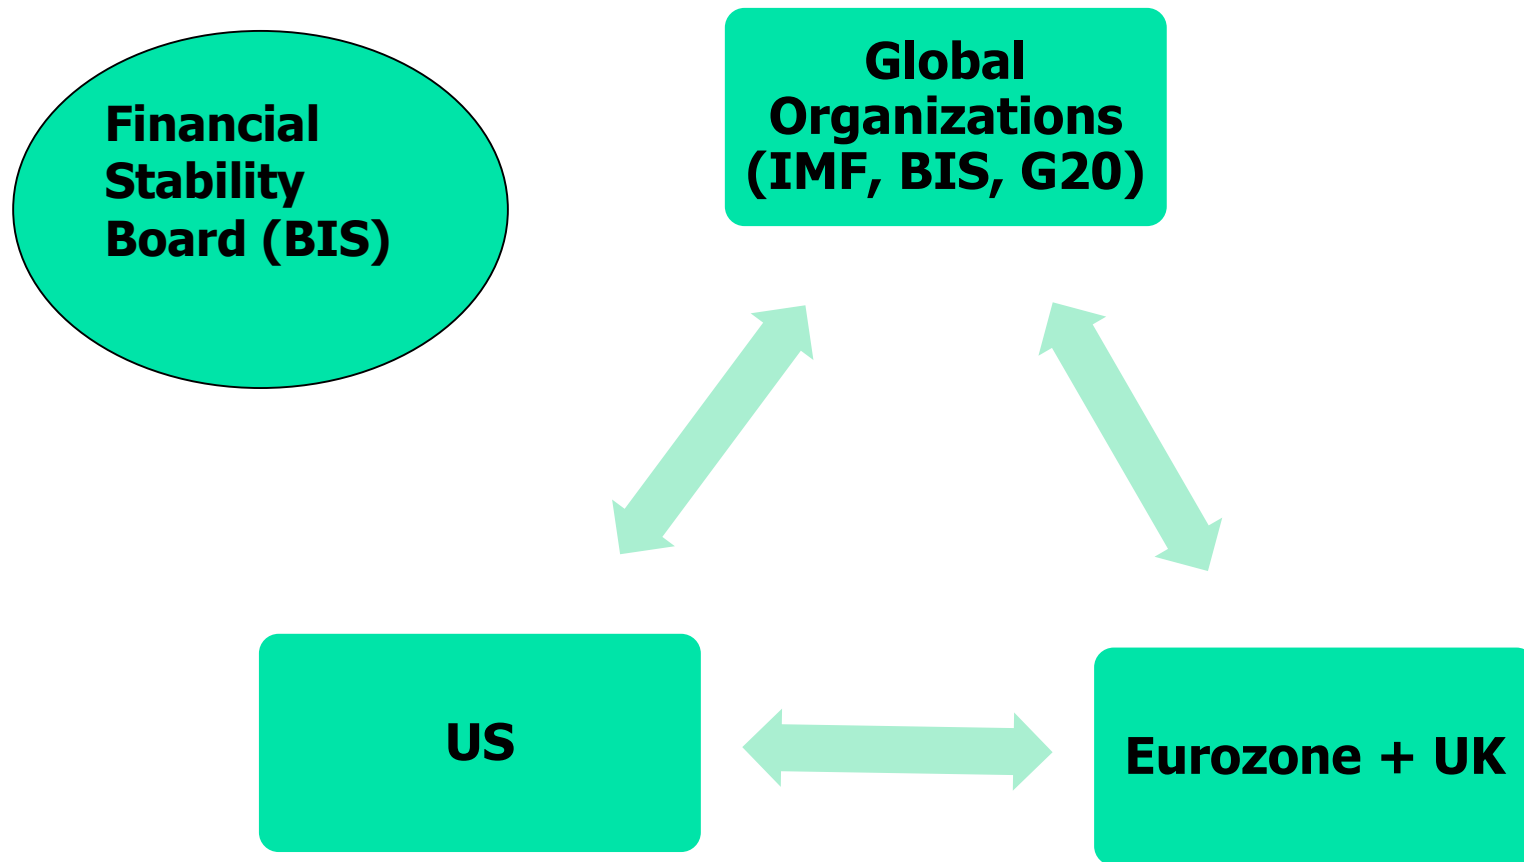 Financial
Stability
Board (BIS)
Global
Organizations
(IMF, BIS, G20)
US
Eurozone + UK